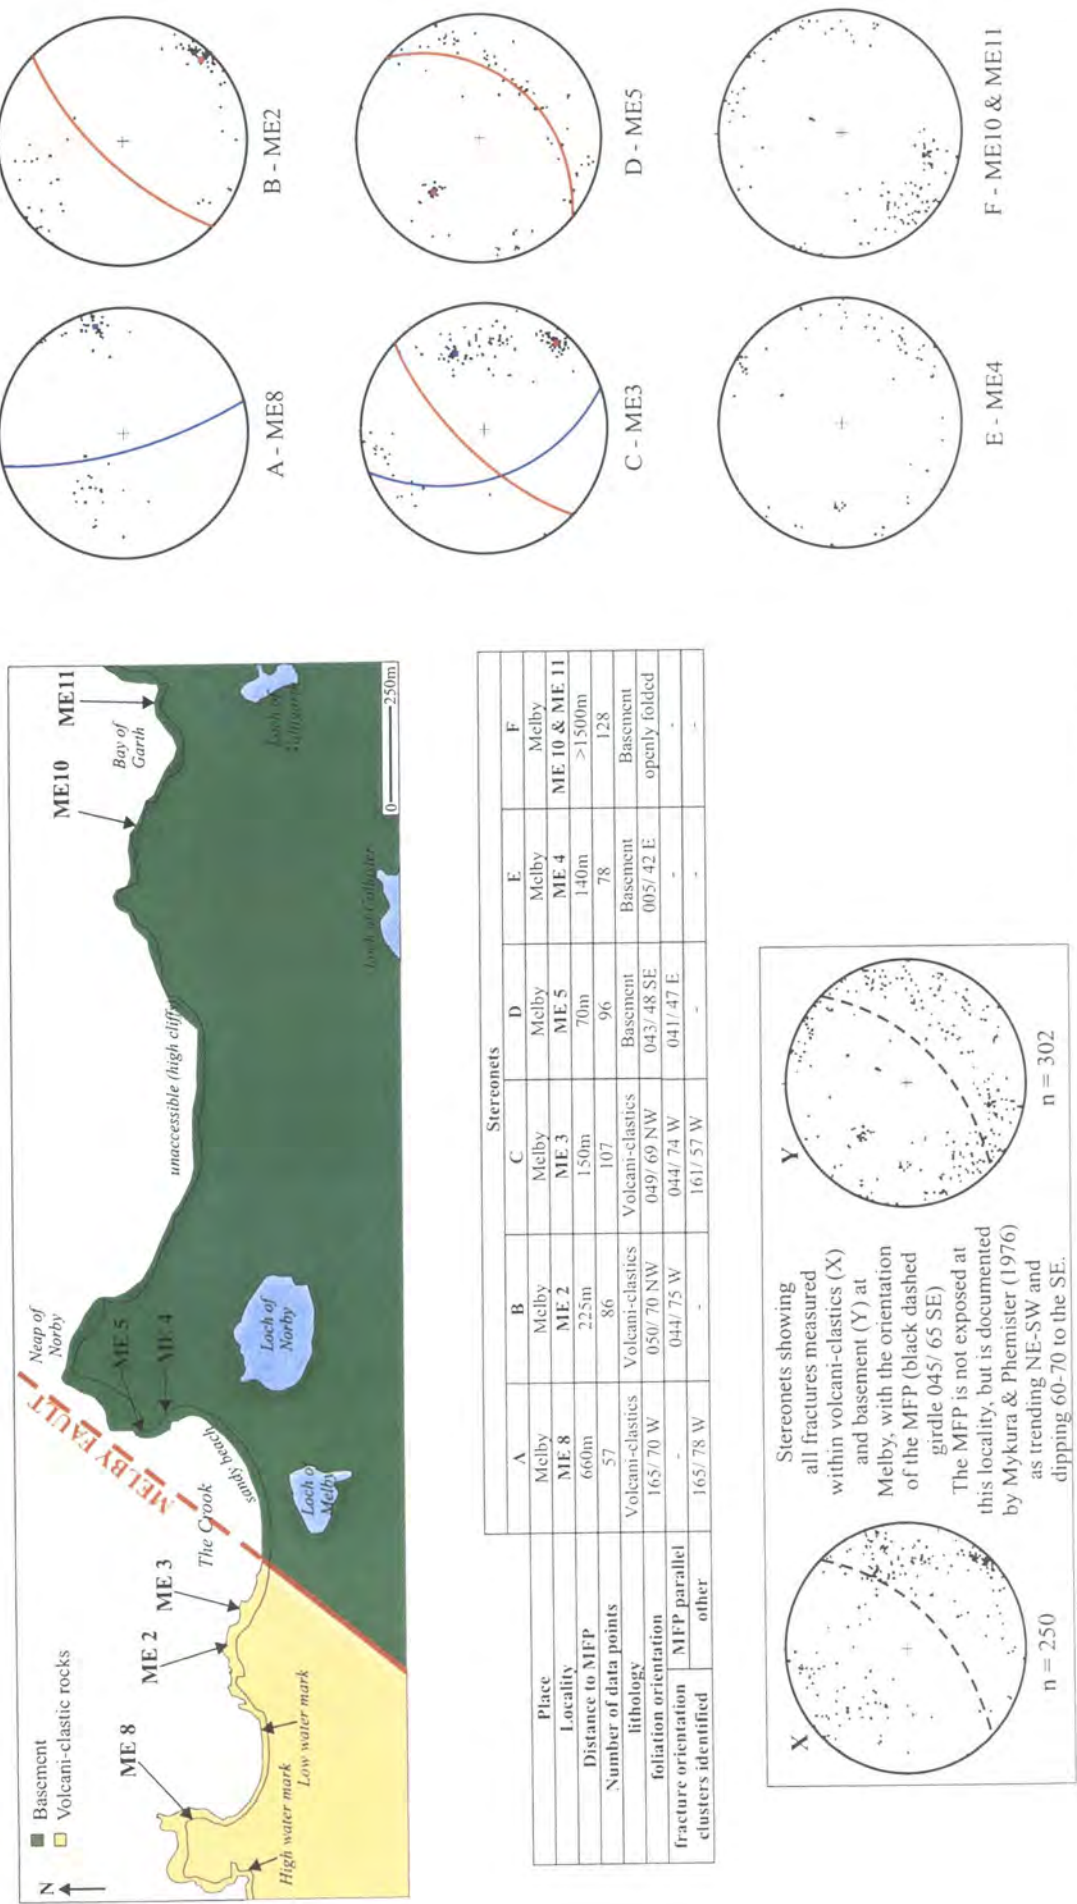 N
Basement
Volcani-clastic rocks
ME 8
ME 2
ME 3
The Crook
MELBY FAULT
Neap of
Norby
ME 5
ME 4
sandy beach
High water mark
Low water mark
Loch of
Melby
Loch of
Norby
unaccessible (high cliffs)
ME10
Bay of
Garth
ME11
Loch of
0
250m
Stereonets
A B C D E F
Place Melby Melby Melby Melby Melby Melby
Locality ME 8 ME 2 ME 3 ME 5 ME 4 ME 10 & ME 11
Distance to MFP 660m 225m 150m 70m 140m >1500m
Number of data points 57 86 107 96 78 128
lithology Volcani-clastics Volcani-clastics Volcani-clastics Basement Basement Basement
foliation orientation 165/ 70 W 050/ 70 NW 049/ 69 NW 043/ 48 SE 005/ 42 E openly folded
fracture orientation
clusters identified
MFP parallel - 044/ 75 W 044/ 74 W 041/ 47 E - -
other 165/ 78 W - 161/ 57 W - - -
X
n = 250
Stereonets showing
all fractures measured
within volcani-clastics (X)
and basement (Y) at
Melby, with the orientation
of the MFP (black dashed
girdle 045/ 65 SE)
The MFP is not exposed at
this locality, but is documented
by Mykura & Phemister (1976)
as trending NE-SW and
dipping 60-70 to the SE.
Y
n = 302
A - ME8
B - ME2
C - ME3
D - ME5
E - ME4
F - ME10 & ME11